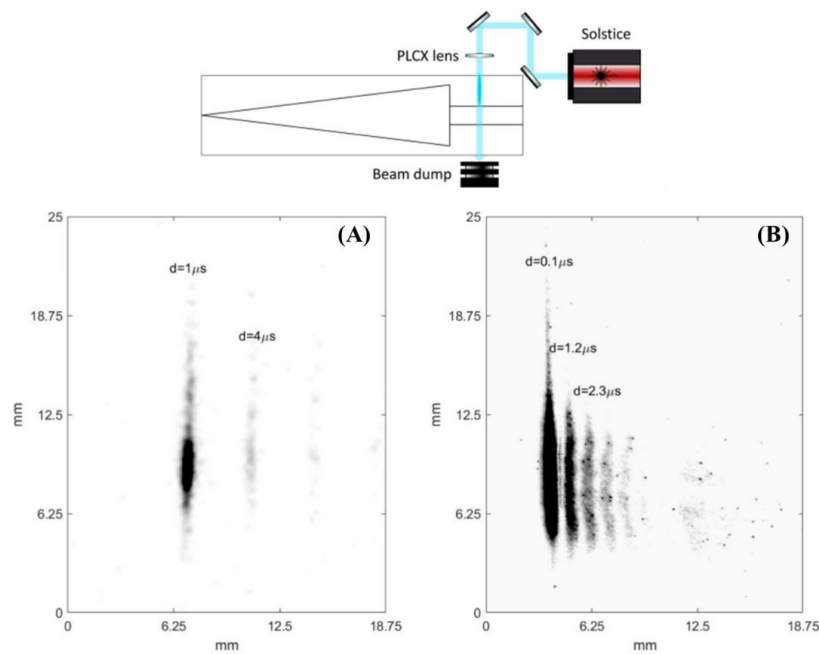 Solstice
PLCX lens
Beam dump
(A)
25
18.75
12.5
6.25
0
mm
d=1μs
d=4μs
0
6.25
12.5
18.75
mm
(B)
25
18.75
12.5
6.25
0
mm
d=0.1μs
d=1.2μs
d=2.3μs
0
6.25
12.5
18.75
mm